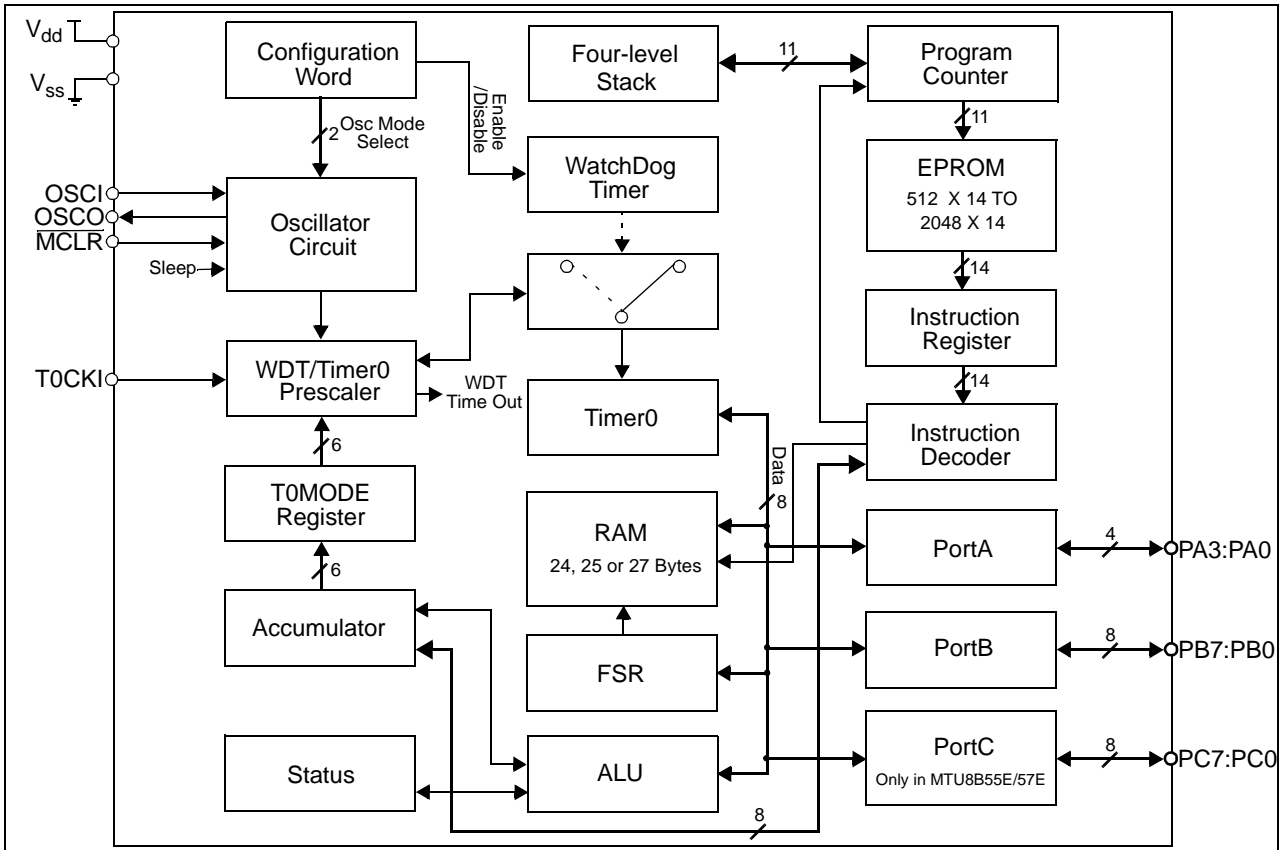 Vdd
Vss
Configuration
Word
2
Osc Mode
Select
Enable
/Disable
Four-level
Stack
11
Program
Counter
11
WatchDog
Timer
EPROM
512 X 14 TO
2048 X 14
14
OSCI
OSCO
MCLR
Sleep
Oscillator
Circuit
Instruction
Register
14
T0CKI
WDT/Timer0
Prescaler
WDT
Time Out
6
Timer0
Instruction
Decoder
Data
8
T0MODE
Register
6
RAM
24, 25 or 27 Bytes
PortA
4
PA3:PA0
Accumulator
FSR
PortB
8
PB7:PB0
Status
ALU
PortC
Only in MTU8B55E/57E
8
PC7:PC0
8